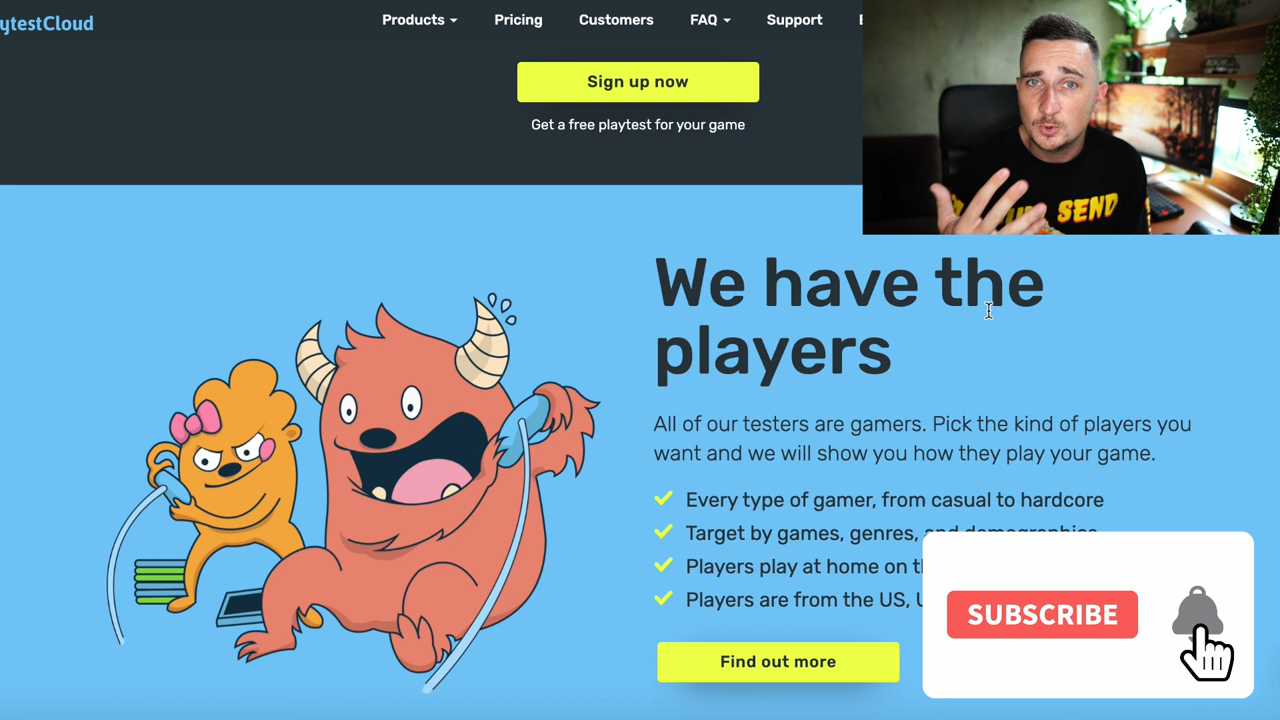 ytestCloud
Products
Pricing
Customers
FAQ
Support
Sign up now
Get a free playtest for your game
SEND
We have the
players
All of our testers are gamers. Pick the kind of players you
want and we will show you how they play your game.
Every type of gamer, from casual to hardcore
Target by games, genres, and demographics
Players play at home on
Players are from the US,
Find out more
SUBSCRIBE